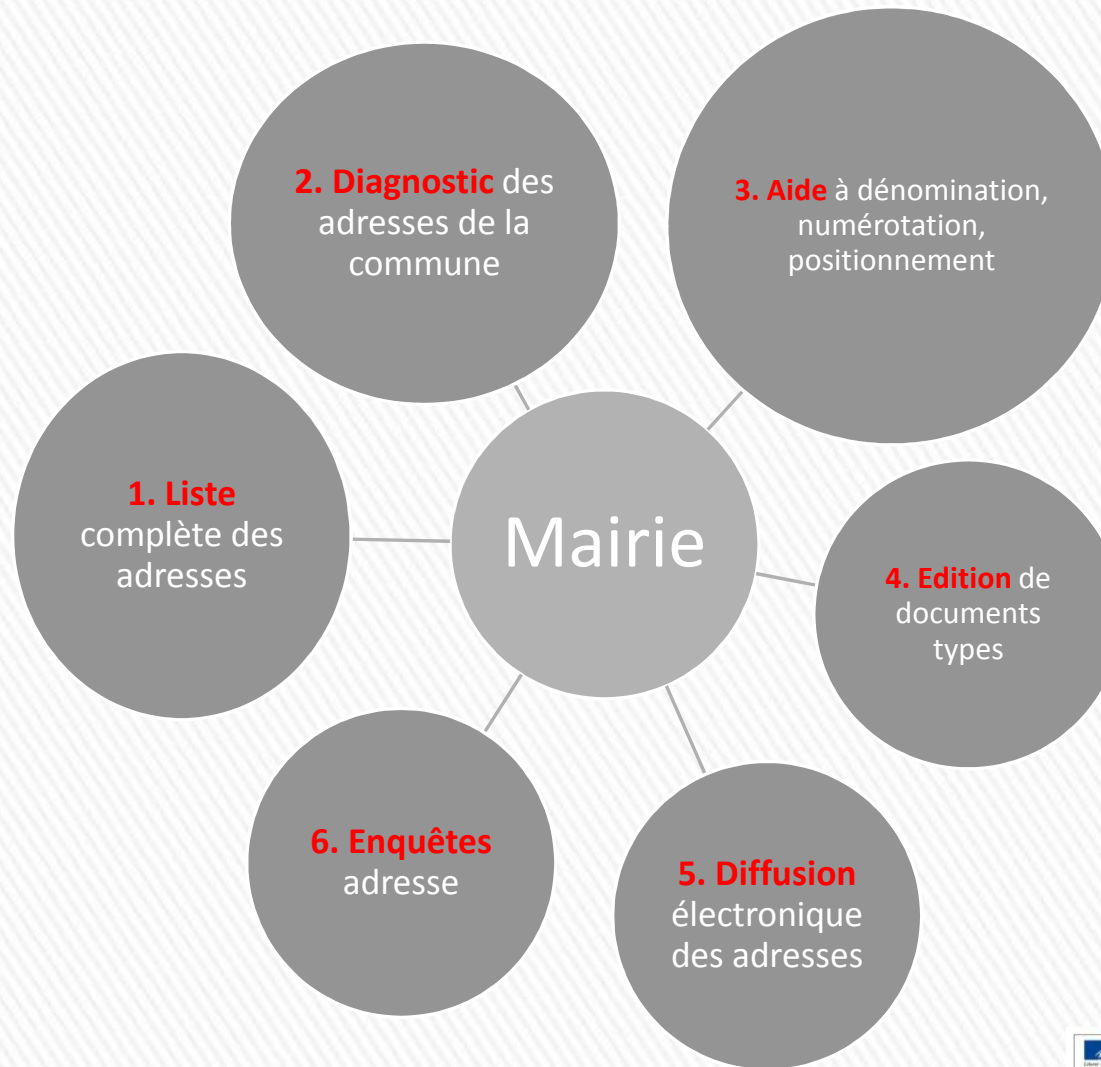 2. Diagnostic des
adresses de la
commune
3. Aide à dénomination,
numérotation,
positionnement
1. Liste
complète des
adresses
Mairie
4. Edition de
documents
types
6. Enquêtes
adresse
5. Diffusion
électronique
des adresses